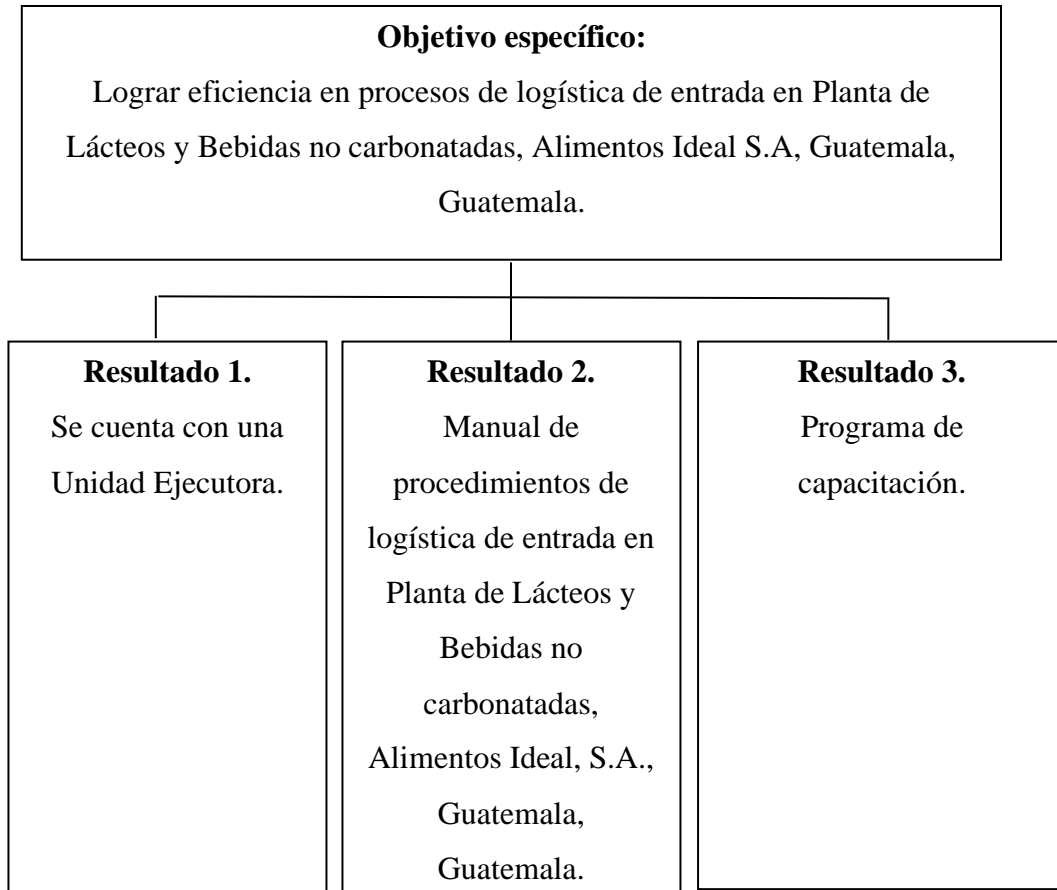 Objetivo específico:
Lograr eficiencia en procesos de logística de entrada en Planta de
Lácteos y Bebidas no carbonatadas, Alimentos Ideal S.A, Guatemala,
Guatemala.
Resultado 1.
Se cuenta con una
Unidad Ejecutora.
Resultado 2.
Manual de
procedimientos de
logística de entrada en
Planta de Lácteos y
Bebidas no
carbonatadas,
Alimentos Ideal, S.A.,
Guatemala,
Guatemala.
Resultado 3.
Programa de
capacitación.